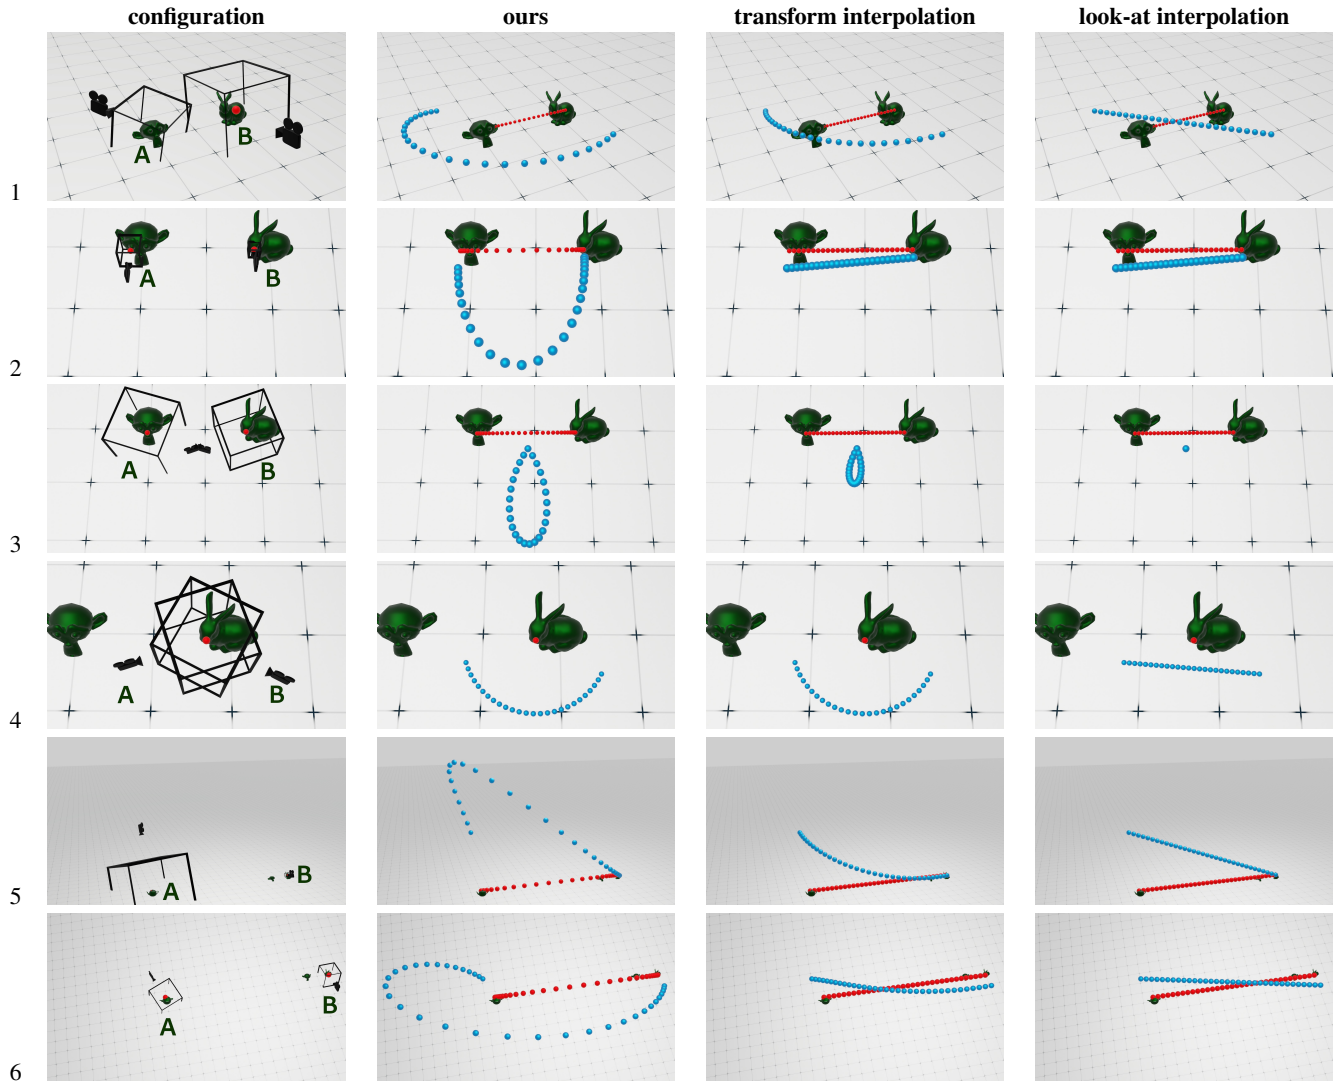 configuration ours transform interpolation look-at interpolation
A B
1
A B
2
A B
3
A B
4
A B
5
A B
6